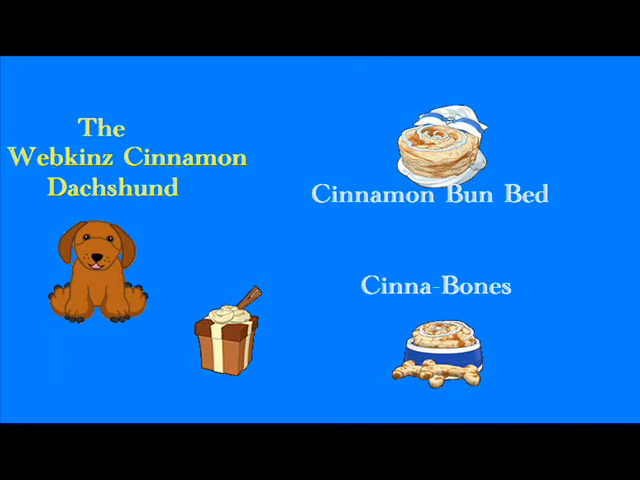 The
Webkinz Cinnamon
Dachshund
Cinnamon Bun Bed
Cinna-Bones